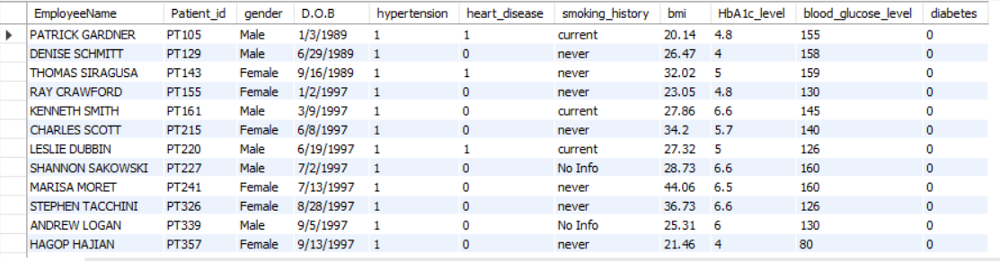 EmployeeName Patient_id gender D.O.B hypertension heart_disease smoking_history bmi HbA1c_level blood_glucose_level diabetes
PATRICK GARDNER PT105 Male 1/3/1989 1 1 current 20.14 4.8 155 0
DENISE SCHMITT PT129 Male 6/29/1989 1 0 never 26.47 4 158 0
THOMAS SIRAGUSA PT143 Female 9/16/1989 1 1 never 32.02 5 159 0
RAY CRAWFORD PT155 Female 1/2/1997 1 0 never 23.05 4.8 130 0
KENNETH SMITH PT161 Male 3/9/1997 1 0 current 27.86 6.6 145 0
CHARLES SCOTT PT215 Female 6/8/1997 1 0 never 34.2 5.7 140 0
LESLIE DUBBIN PT220 Male 6/19/1997 1 1 current 27.32 5 126 0
SHANNON SAKOWSKI PT227 Male 7/2/1997 1 0 No Info 28.73 6.6 160 0
MARISA MORET PT241 Female 7/13/1997 1 0 never 44.06 6.5 160 0
STEPHEN TACCHINI PT326 Female 8/28/1997 1 0 never 36.73 6.6 126 0
ANDREW LOGAN PT339 Male 9/5/1997 1 0 No Info 25.31 6 130 0
HAGOP HAJIAN PT357 Female 9/13/1997 1 0 never 21.46 4 80 0